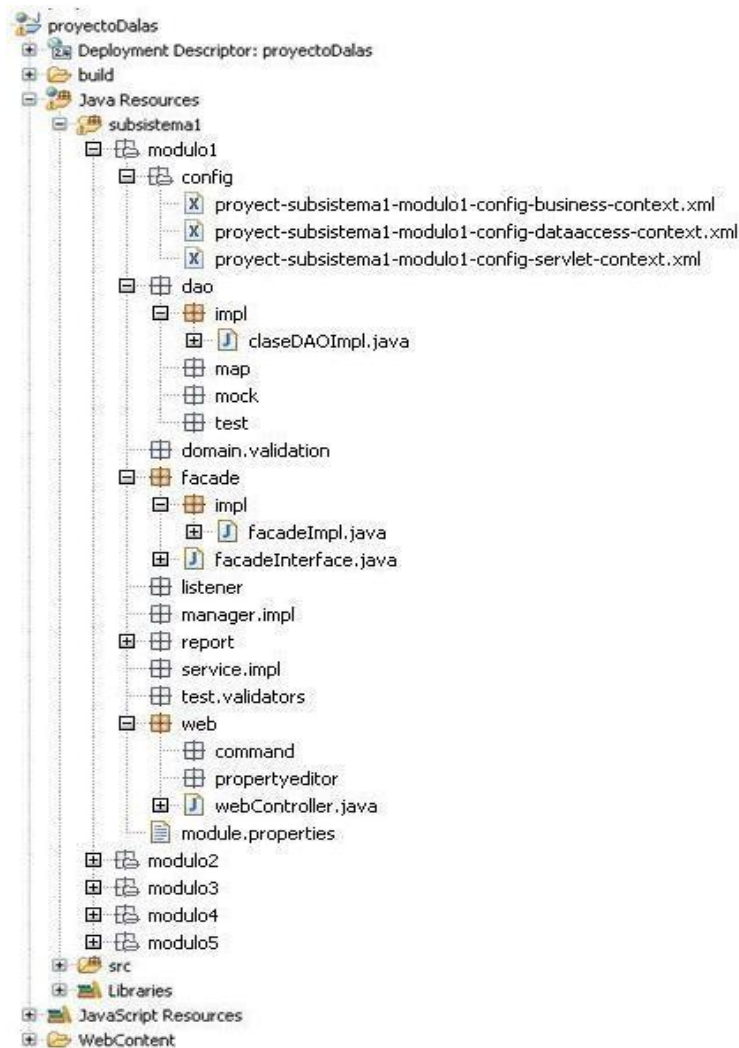 proyectoDalas
Deployment Descriptor: proyectoDalas
build
Java Resources
subsistema1
modulo1
config
proyect-subsistema1-modulo1-config-business-context.xml
proyect-subsistema1-modulo1-config-dataaccess-context.xml
proyect-subsistema1-modulo1-config-servlet-context.xml
dao
impl
claseDAOImpl.java
map
mock
test
domain.validation
facade
impl
facadeImpl.java
facadeInterface.java
listener
manager.impl
report
service.impl
test.validators
web
command
propertyeditor
webController.java
module.properties
modulo2
modulo3
modulo4
modulo5
src
Libraries
JavaScript Resources
WebContent